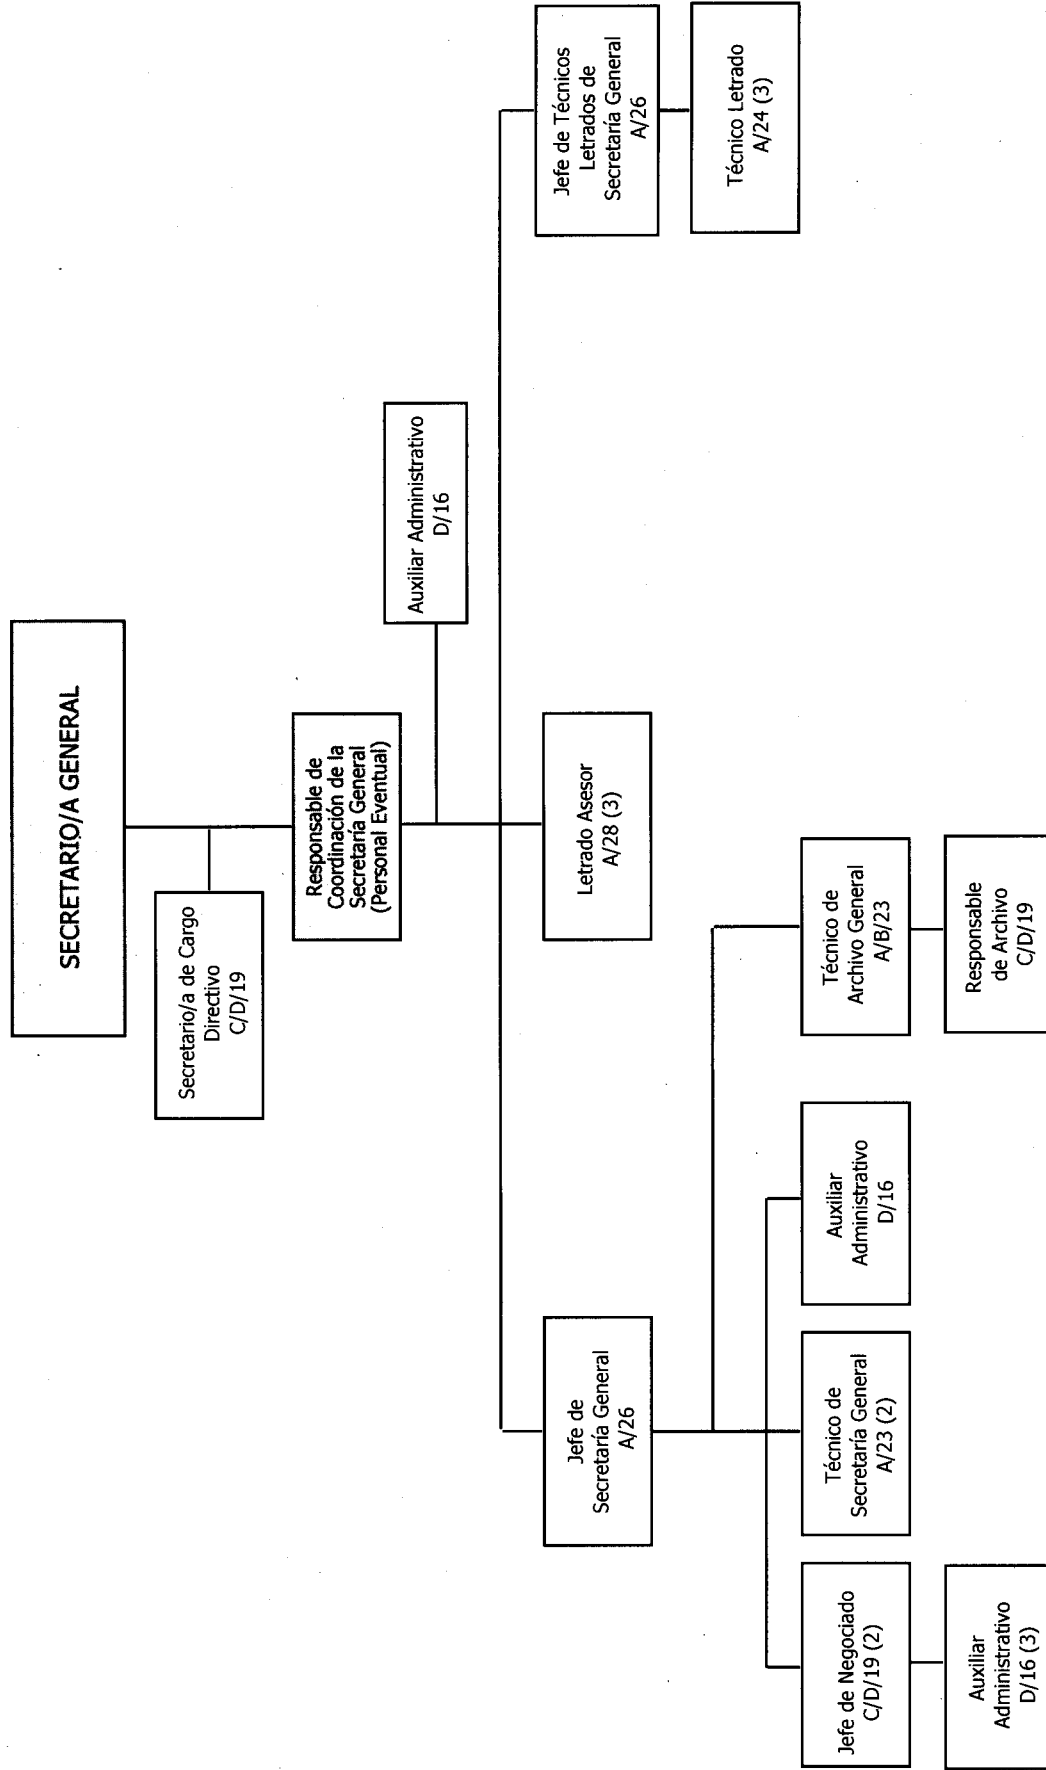 SECRETARIO/A GENERAL
Secretario/a de Cargo
Directivo
C/D/19
Responsable de
Coordinación de la
Secretaría General
(Personal Eventual)
Auxiliar Administrativo
D/16
Jefe de
Secretaría General
A/26
Letrado Asesor
A/28 (3)
Jefe de Técnicos
Letrados de
Secretaría General
A/26
Técnico Letrado
A/24 (3)
Jefe de Negociado
C/D/19 (2)
Técnico de
Secretaría General
A/23 (2)
Auxiliar
Administrativo
D/16
Técnico de
Archivo General
A/B/23
Auxiliar
Administrativo
D/16 (3)
Responsable
de Archivo
C/D/19